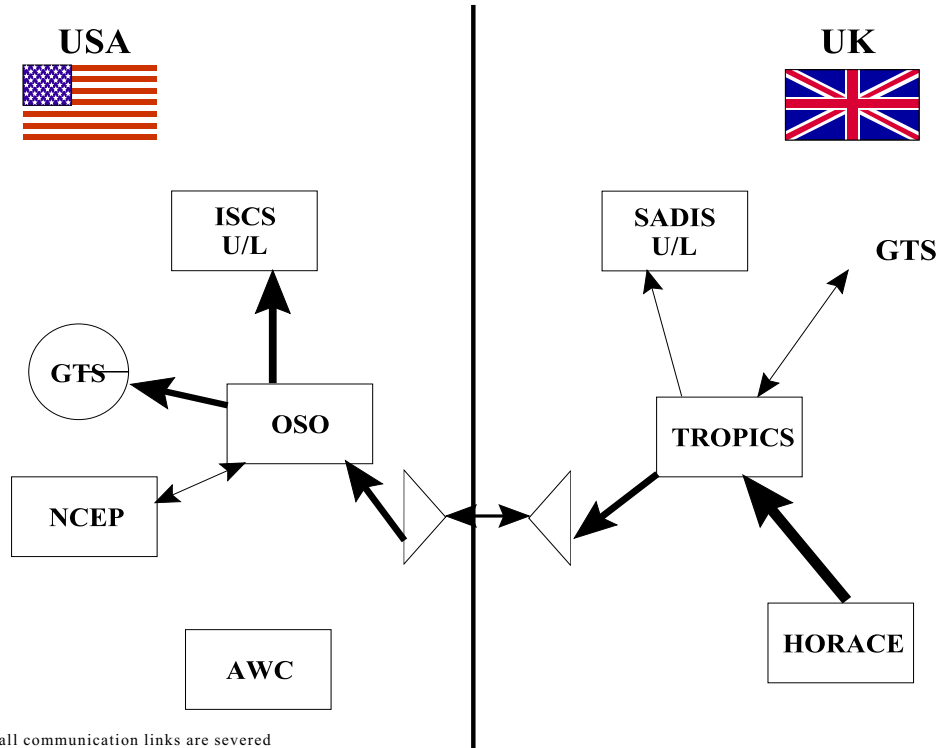 USA
UK
ISCS
U/L
SADIS
U/L
GTS
GTS
OSO
TROPICS
NCEP
HORACE
AWC
all communication links are severed